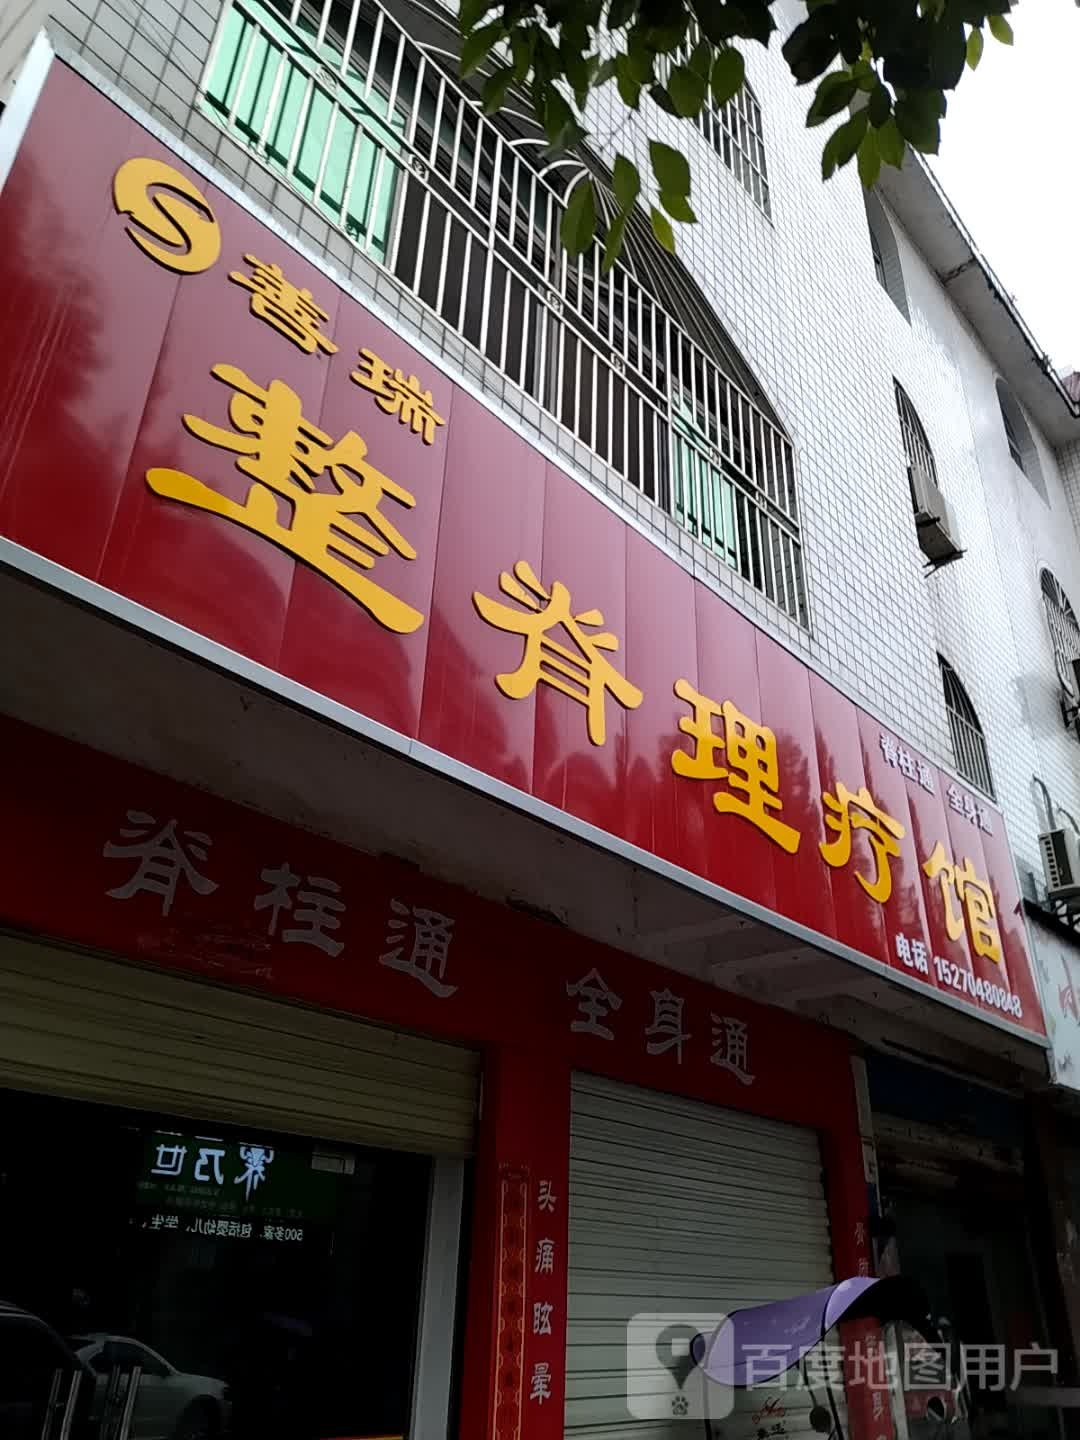 善瑞
整脊理疗馆
脊柱通 全身通
电话 15270480848
脊柱通 全身通
头痛眩晕
百度地图用户